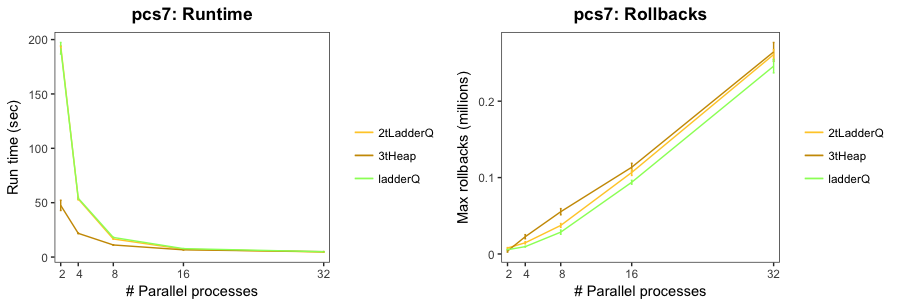 pcs7: Runtime
Run time (sec)
200
150
100
50
0
2 4 8 16 32
# Parallel processes
2tLadderQ
3tHeap
ladderQ
pcs7: Rollbacks
Max rollbacks (millions)
0.2
0.1
0
2 4 8 16 32
# Parallel processes
2tLadderQ
3tHeap
ladderQ